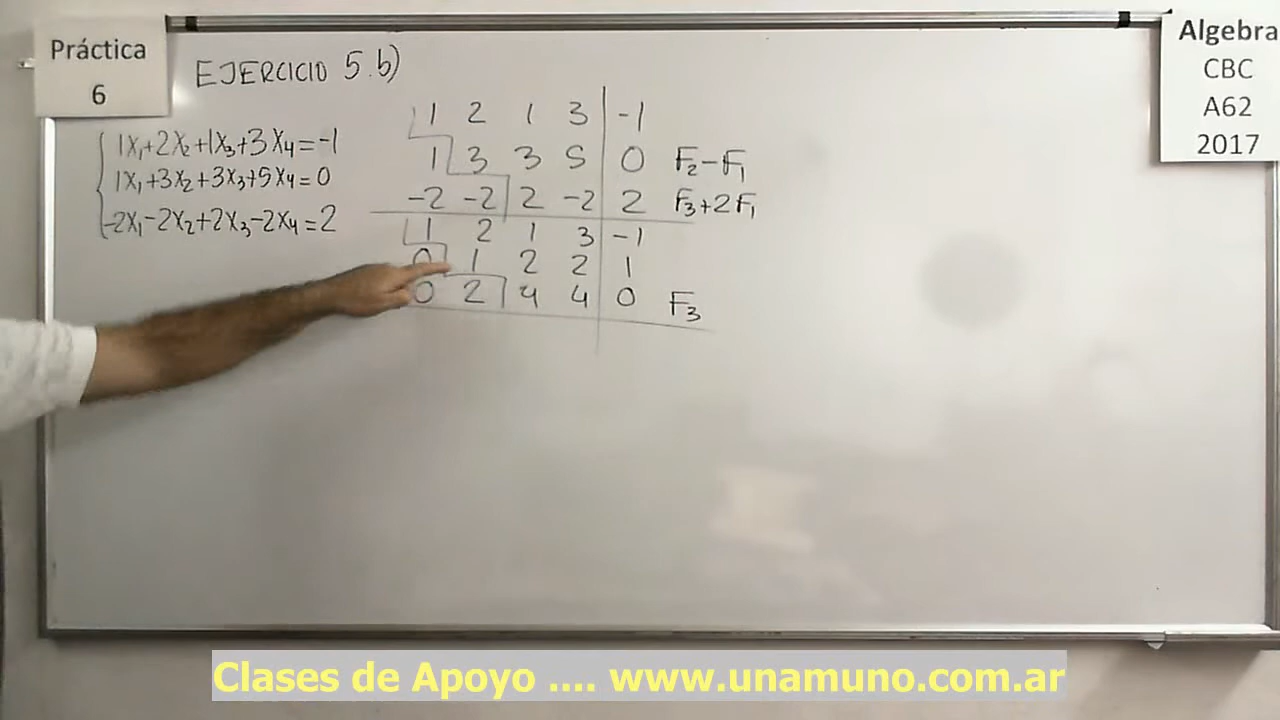 Práctica
6
EJERCICIO 5.b)
Algebra
CBC
A62
2017
1x₁+2x₂+1x₃+3x₄=-1
1x₁+3x₂+3x₃+5x₄=0
-2x₁-2x₂+2x₃-2x₄=2
1 2 1 3 -1
1 3 3 5 0 F₂-F₁
-2 -2 2 -2 2 F₃+2F₁
1 2 1 3 -1
0 1 2 2 1
0 2 4 4 0 F₃
Clases de Apoyo .... www.unamuno.com.ar